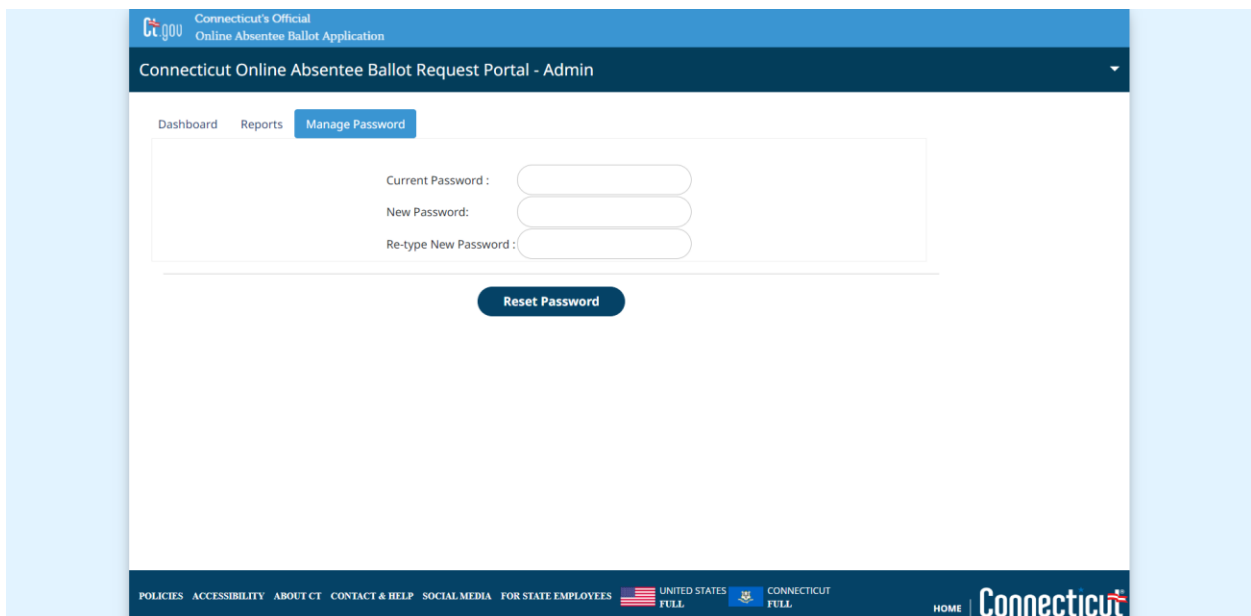 Ct.gov
Connecticut's Official
Online Absentee Ballot Application
Connecticut Online Absentee Ballot Request Portal - Admin
Dashboard Reports Manage Password
Current Password :
New Password:
Re-type New Password :
Reset Password
POLICIES ACCESSIBILITY ABOUT CT CONTACT & HELP SOCIAL MEDIA FOR STATE EMPLOYEES
UNITED STATES
FULL
CONNECTICUT
FULL
HOME | Connecticut